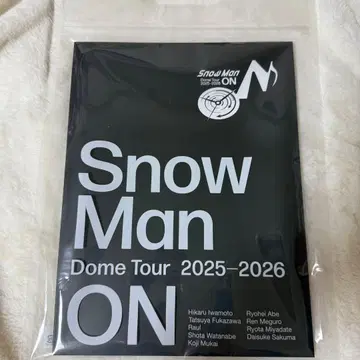 Snow Man
Dome Tour
2025-2026
ON
Snow
Man
Dome Tour 2025–2026
ON
Hikaru Iwamoto
Tatsuya Fukazawa
Raul
Shota Watanabe
Koji Mukai
Ryohei Abe
Ren Meguro
Ryota Miyadate
Daisuke Sakuma